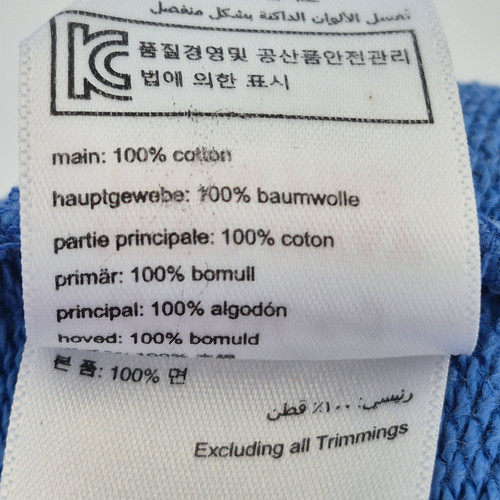 تغسل الألوان الداكنة بشكل منفصل
KC 품질경영및 공산품안전관리
법에 의한 표시
main: 100% cotton
hauptgewebe: 100% baumwolle
partie principale: 100% coton
primär: 100% bomull
principal: 100% algodón
hoved: 100% bomuld
본 품: 100% 면
رئيسي: ١٠٠٪ قطن
Excluding all Trimmings